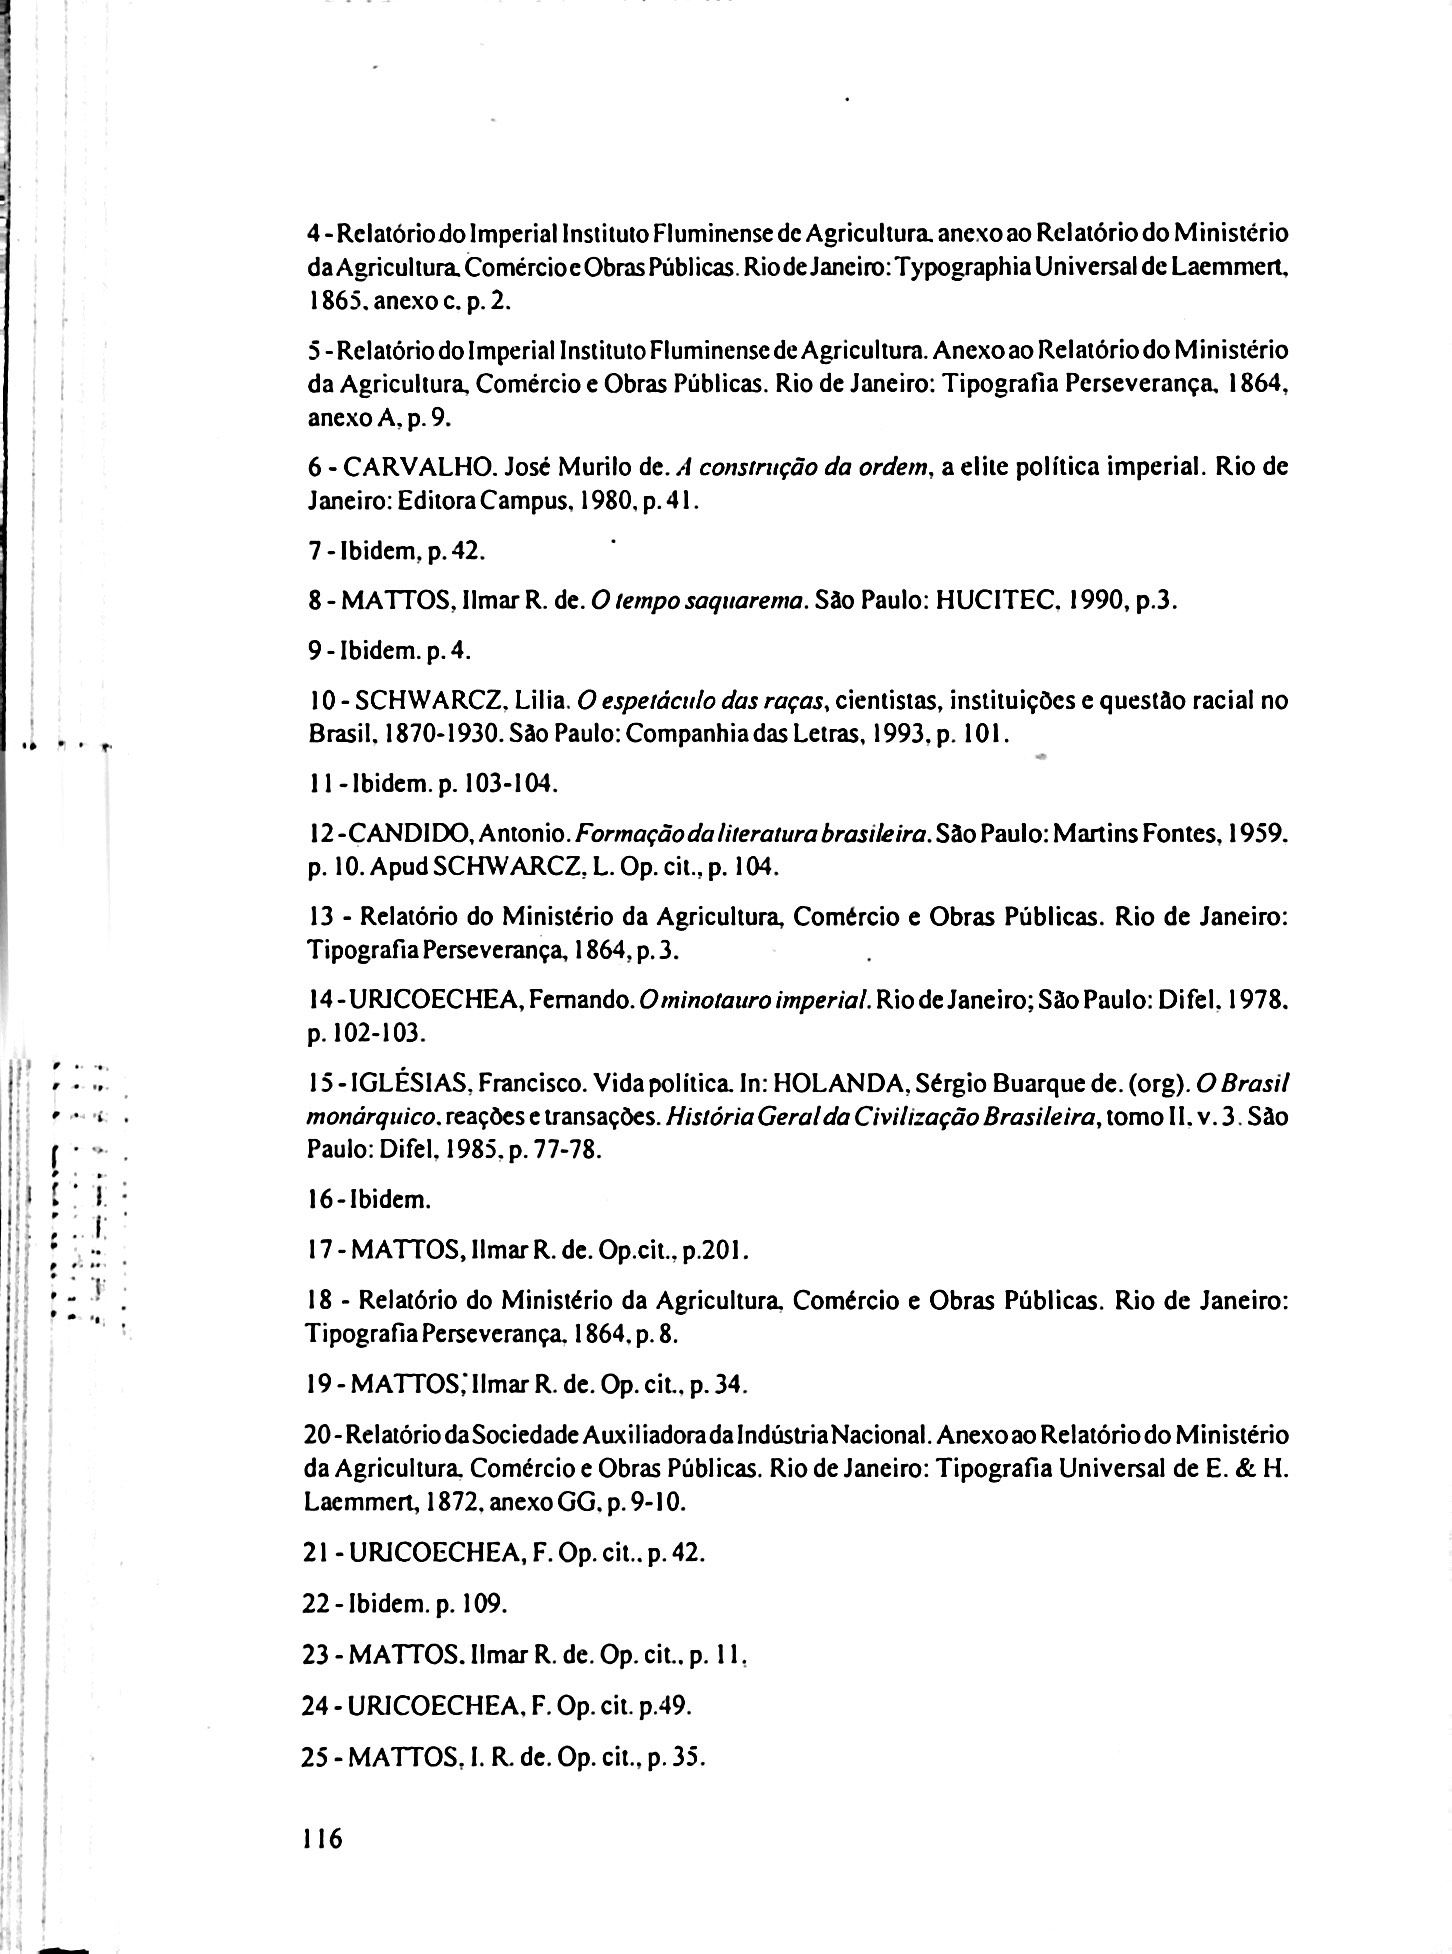 4 - Relatório do Imperial Instituto Fluminense de Agricultura. anexo ao Relatório do Ministério
da Agricultura, Comércio e Obras Públicas. Rio de Janeiro: Typographia Universal de Laemmert,
1865. anexo c. p. 2.
5 - Relatório do Imperial Instituto Fluminense de Agricultura. Anexo ao Relatório do Ministério
da Agricultura, Comércio e Obras Públicas. Rio de Janeiro: Tipografia Perseverança, 1864,
anexo A, p. 9.
6 - CARVALHO. José Murilo de. A construção da ordem, a elite política imperial. Rio de
Janeiro: Editora Campus, 1980, p. 41.
7 - Ibidem, p. 42.
8 - MATTOS, Ilmar R. de. O tempo saquarema. São Paulo: HUCITEC, 1990, p.3.
9 - Ibidem. p. 4.
10 - SCHWARCZ, Lilia. O espetáculo das raças, cientistas, instituições e questão racial no
Brasil, 1870-1930. São Paulo: Companhia das Letras, 1993, p. 101.
11 - Ibidem. p. 103-104.
12 - CANDIDO, Antonio. Formação da literatura brasileira. São Paulo: Martins Fontes, 1959.
p. 10. Apud SCHWARCZ, L. Op. cit., p. 104.
13 - Relatório do Ministério da Agricultura, Comércio e Obras Públicas. Rio de Janeiro:
Tipografia Perseverança, 1864, p. 3.
14 - URICOECHEA, Fernando. O minotauro imperial. Rio de Janeiro; São Paulo: Difel, 1978.
p. 102-103.
15 - IGLÉSIAS, Francisco. Vida política. In: HOLANDA, Sérgio Buarque de. (org). O Brasil
monárquico. reações e transações. História Geral da Civilização Brasileira, tomo II. v. 3. São
Paulo: Difel, 1985, p. 77-78.
16 - Ibidem.
17 - MATTOS, Ilmar R. de. Op.cit., p.201.
18 - Relatório do Ministério da Agricultura, Comércio e Obras Públicas. Rio de Janeiro:
Tipografia Perseverança, 1864, p. 8.
19 - MATTOS, Ilmar R. de. Op. cit., p. 34.
20 - Relatório da Sociedade Auxiliadora da Indústria Nacional. Anexo ao Relatório do Ministério
da Agricultura, Comércio e Obras Públicas. Rio de Janeiro: Tipografia Universal de E. & H.
Laemmert, 1872, anexo GG, p. 9-10.
21 - URICOECHEA, F. Op. cit., p. 42.
22 - Ibidem. p. 109.
23 - MATTOS. Ilmar R. de. Op. cit., p. 11.
24 - URICOECHEA, F. Op. cit. p.49.
25 - MATTOS, I. R. de. Op. cit., p. 35.
116